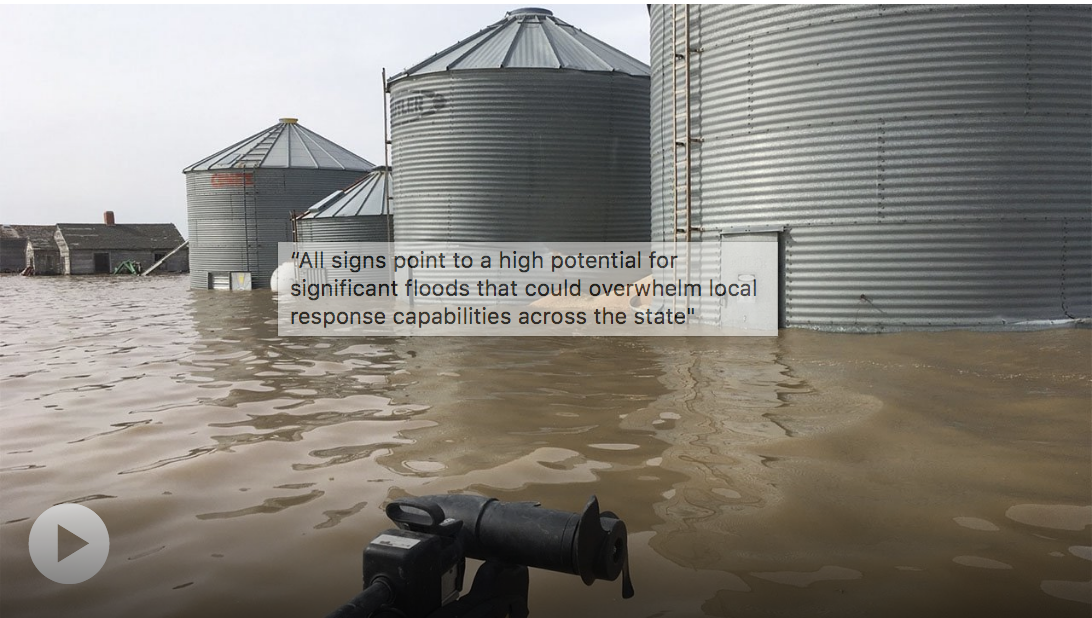 “All signs point to a high potential for
significant floods that could overwhelm local
response capabilities across the state"